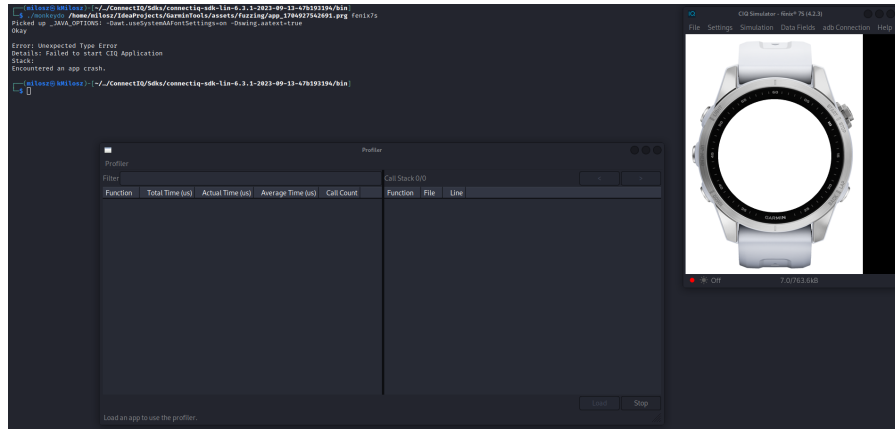 (milosz㉿kMilosz)-[~/…/ConnectIQ/Sdks/connectiq-sdk-lin-6.3.1-2023-09-13-47b193194/bin]
$ ./monkeydo /home/milosz/IdeaProjects/GarminTools/assets/fuzzing/app_1704927542691.prg Fenix7s
Picked up _JAVA_OPTIONS: -Dawt.useSystemAAFontSettings=on -Dswing.aatext=true
Okay
Error: Unexpected Type Error
Details: Failed to start CIQ Application
Stack:
Encountered an app crash.
(milosz㉿kMilosz)-[~/…/ConnectIQ/Sdks/connectiq-sdk-lin-6.3.1-2023-09-13-47b193194/bin]
$
Profiler
Profiler
Filter
Call Stack 0/0
Function Total Time (us) Actual Time (us) Average Time (us) Call Count
Function File Line
Load Stop
Load an app to use the profiler.
CIQ Simulator - fēnix® 7S (4.2.3)
File Settings Simulation Data Fields adb Connection Help
GARMIN
Off 7.0/763.6kB